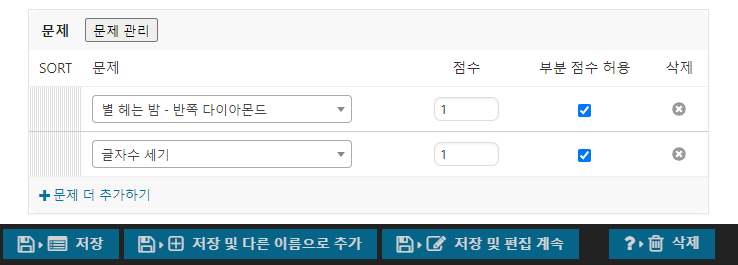 문제 문제 관리
SORT 문제 점수 부분 점수 허용 삭제
별 헤는 밤 - 반쪽 다이아몬드 1
글자수 세기 1
문제 더 추가하기
저장 저장 및 다른 이름으로 추가 저장 및 편집 계속 삭제